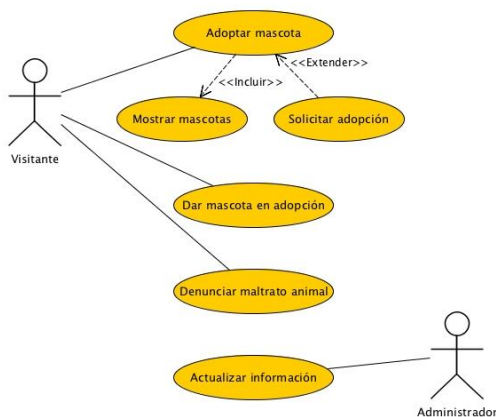 Adoptar mascota
<<Extender>>
<<Incluir>>
Mostrar mascotas
Solicitar adopción
Visitante
Dar mascota en adopción
Denunciar maltrato animal
Actualizar información
Administrador